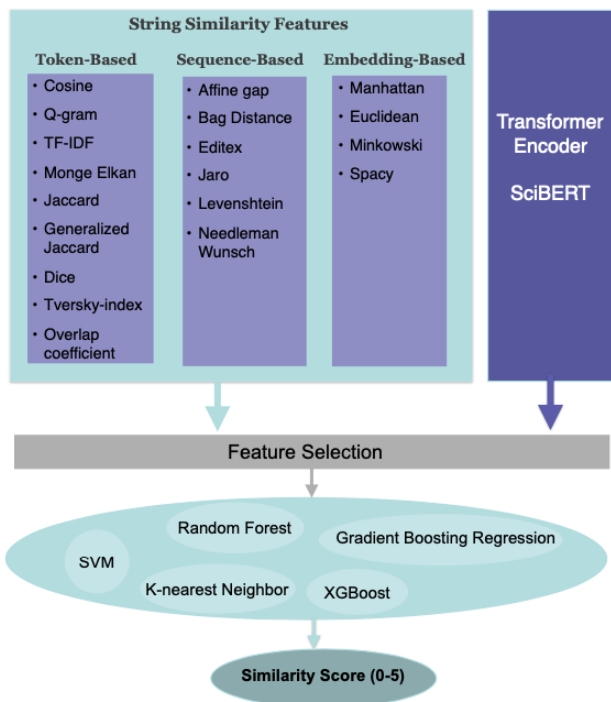 String Similarity Features
Token-Based
Cosine
Q-gram
TF-IDF
Monge Elkan
Jaccard
Generalized
Jaccard
Dice
Tversky-index
Overlap
coefficient
Sequence-Based
Affine gap
Bag Distance
Editex
Jaro
Levenshtein
Needleman
Wunsch
Embedding-Based
Manhattan
Euclidean
Minkowski
Spacy
Transformer
Encoder
SciBERT
Feature Selection
Random Forest
Gradient Boosting Regression
SVM
K-nearest Neighbor
XGBoost
Similarity Score (0-5)